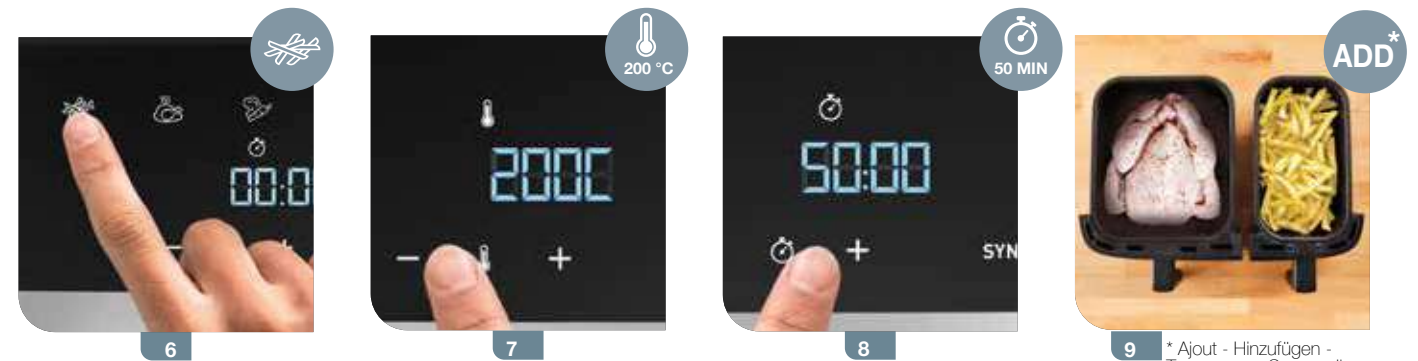 200 °C
50 MIN
ADD*
00:0
200C
50:00
− +
− +
+ SYN
6
7
8
9
* Ajout - Hinzufügen -